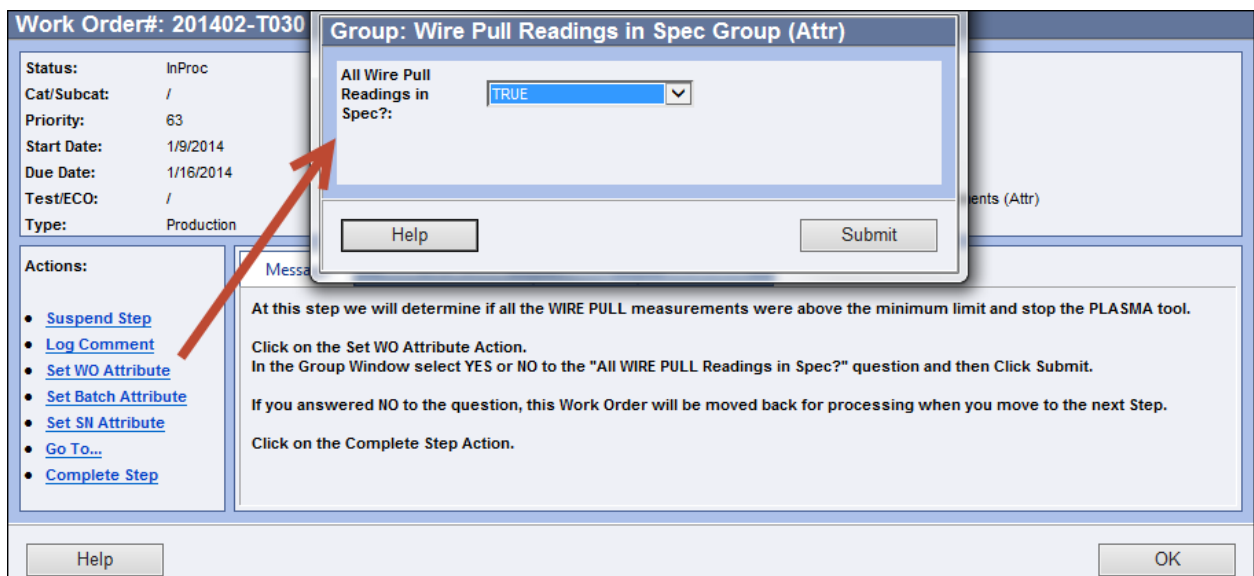 Work Order#: 201402-T030
Group: Wire Pull Readings in Spec Group (Attr)
All Wire Pull
Readings in
Spec?:
TRUE
Help
Submit
Status: InProc
Cat/Subcat: /
Priority: 63
Start Date: 1/9/2014
Due Date: 1/16/2014
Test/ECO: /
Type: Production
(Attr)
Actions:
Suspend Step
Log Comment
Set WO Attribute
Set Batch Attribute
Set SN Attribute
Go To...
Complete Step
At this step we will determine if all the WIRE PULL measurements were above the minimum limit and stop the PLASMA tool.
Click on the Set WO Attribute Action.
In the Group Window select YES or NO to the "All WIRE PULL Readings in Spec?" question and then Click Submit.
If you answered NO to the question, this Work Order will be moved back for processing when you move to the next Step.
Click on the Complete Step Action.
Help
OK